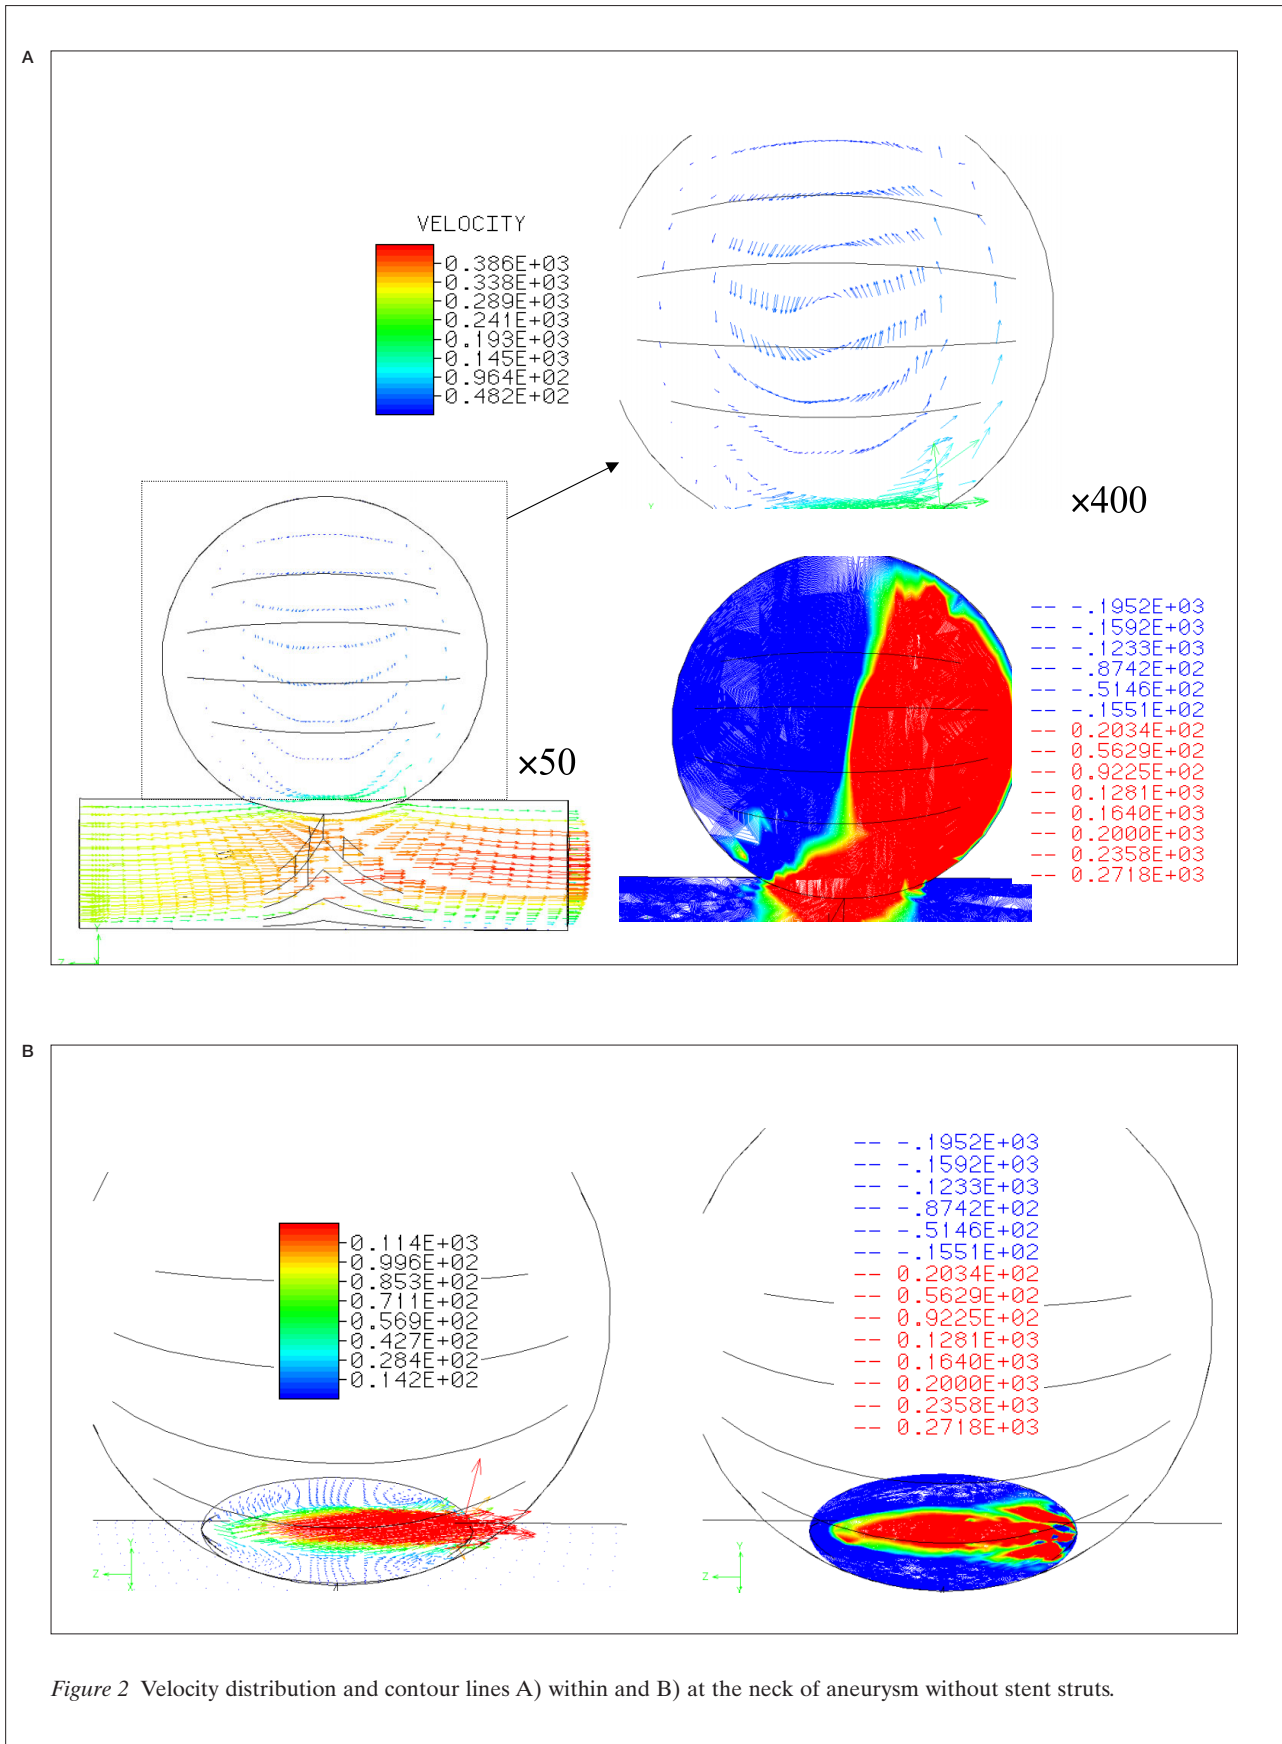 A
VELOCITY
0.386E+03
0.338E+03
0.289E+03
0.241E+03
0.193E+03
0.145E+03
0.964E+02
0.482E+02
Y
×400
×50
-- -.1952E+03
-- -.1592E+03
-- -.1233E+03
-- -.8742E+02
-- -.5146E+02
-- -.1551E+02
-- 0.2034E+02
-- 0.5629E+02
-- 0.9225E+02
-- 0.1281E+03
-- 0.1640E+03
-- 0.2000E+03
-- 0.2358E+03
-- 0.2718E+03
Z
B
0.114E+03
0.996E+02
0.853E+02
0.711E+02
0.569E+02
0.427E+02
0.284E+02
0.142E+02
Y
Z
X
-- -.1952E+03
-- -.1592E+03
-- -.1233E+03
-- -.8742E+02
-- -.5146E+02
-- -.1551E+02
-- 0.2034E+02
-- 0.5629E+02
-- 0.9225E+02
-- 0.1281E+03
-- 0.1640E+03
-- 0.2000E+03
-- 0.2358E+03
-- 0.2718E+03
Y
Z
Figure 2 Velocity distribution and contour lines A) within and B) at the neck of aneurysm without stent struts.